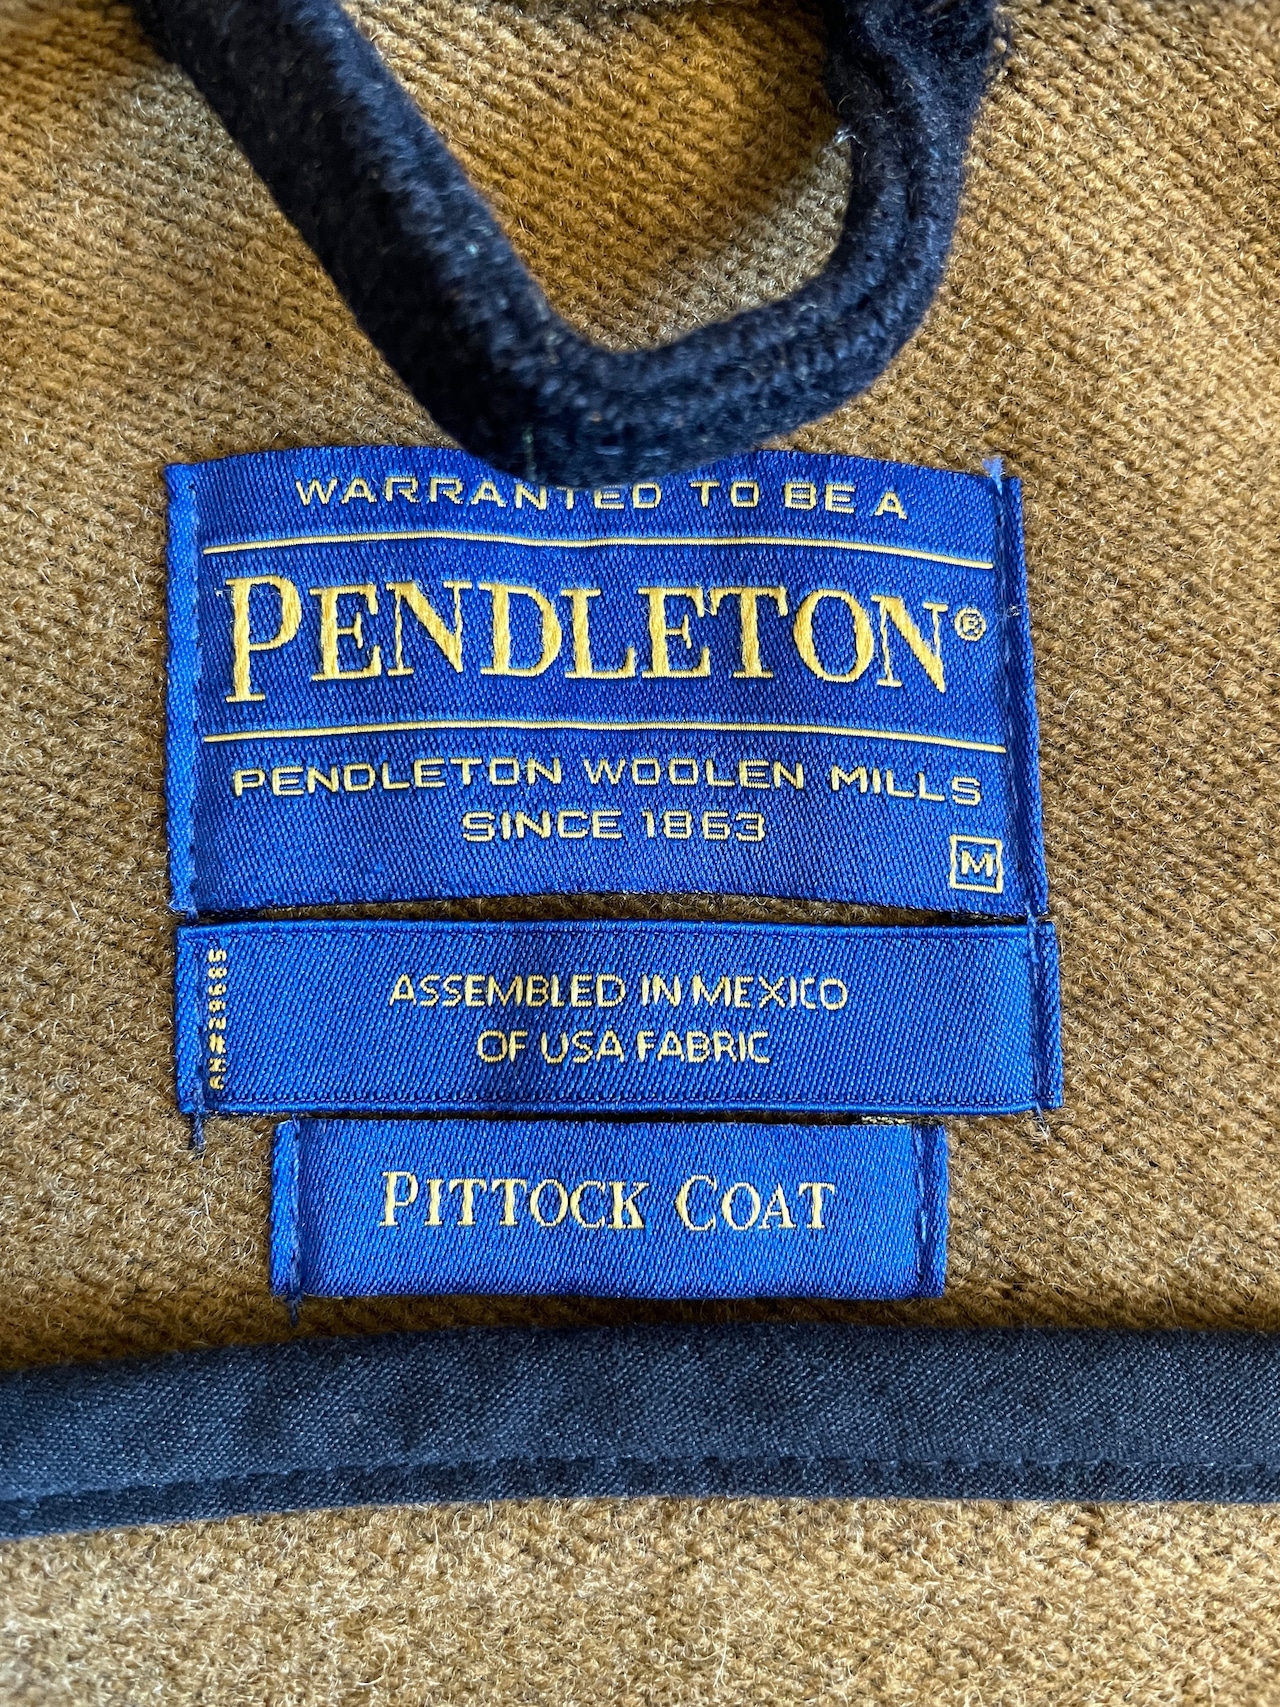 WARRANTED TO BE A
PENDLETON®
PENDLETON WOOLEN MILLS
SINCE 1863
M
ASSEMBLED IN MEXICO
OF USA FABRIC
PITTOCK COAT